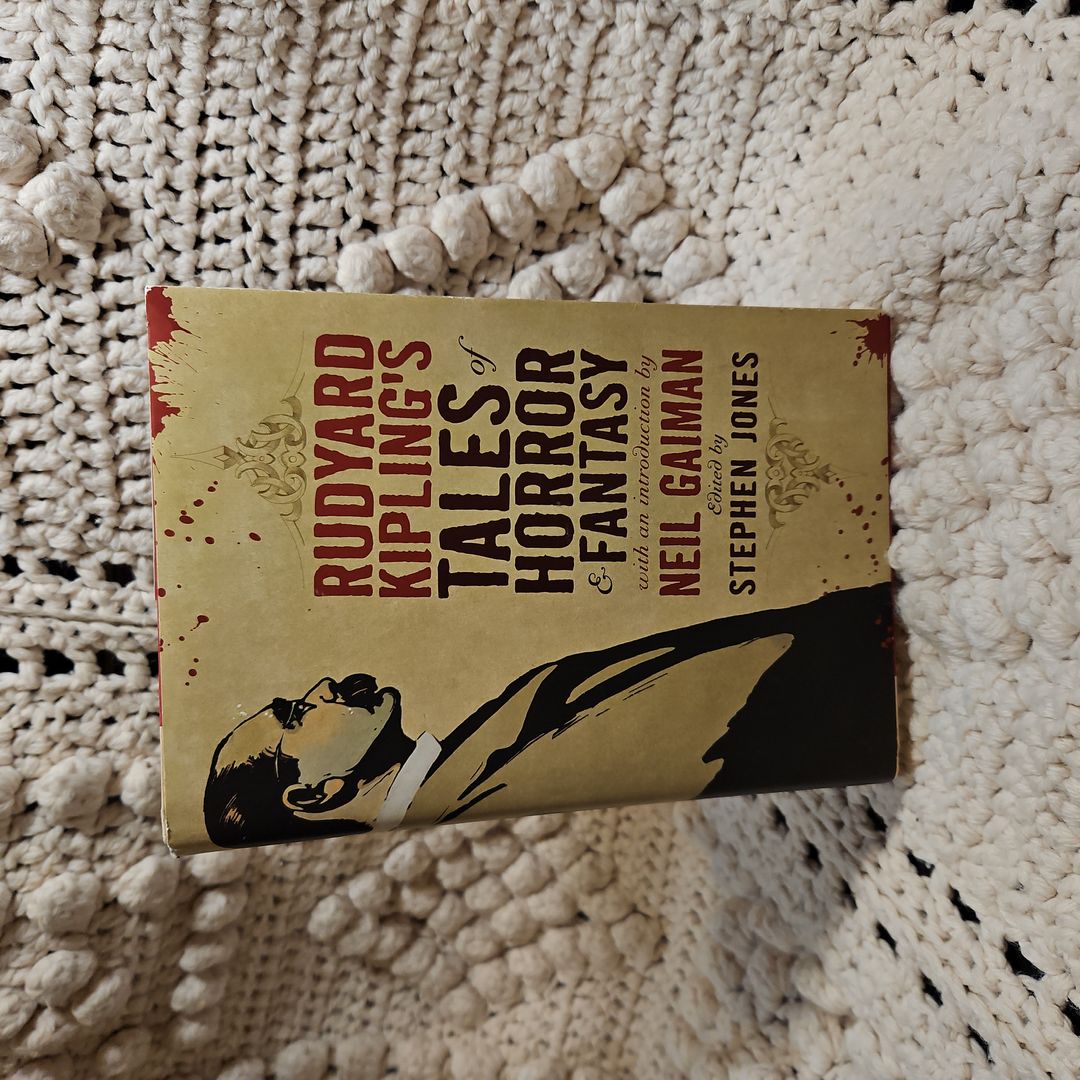 RUDYARD
KIPLING'S
TALES of
HORROR
& FANTASY
with an introduction by
NEIL GAIMAN
Edited by
STEPHEN JONES